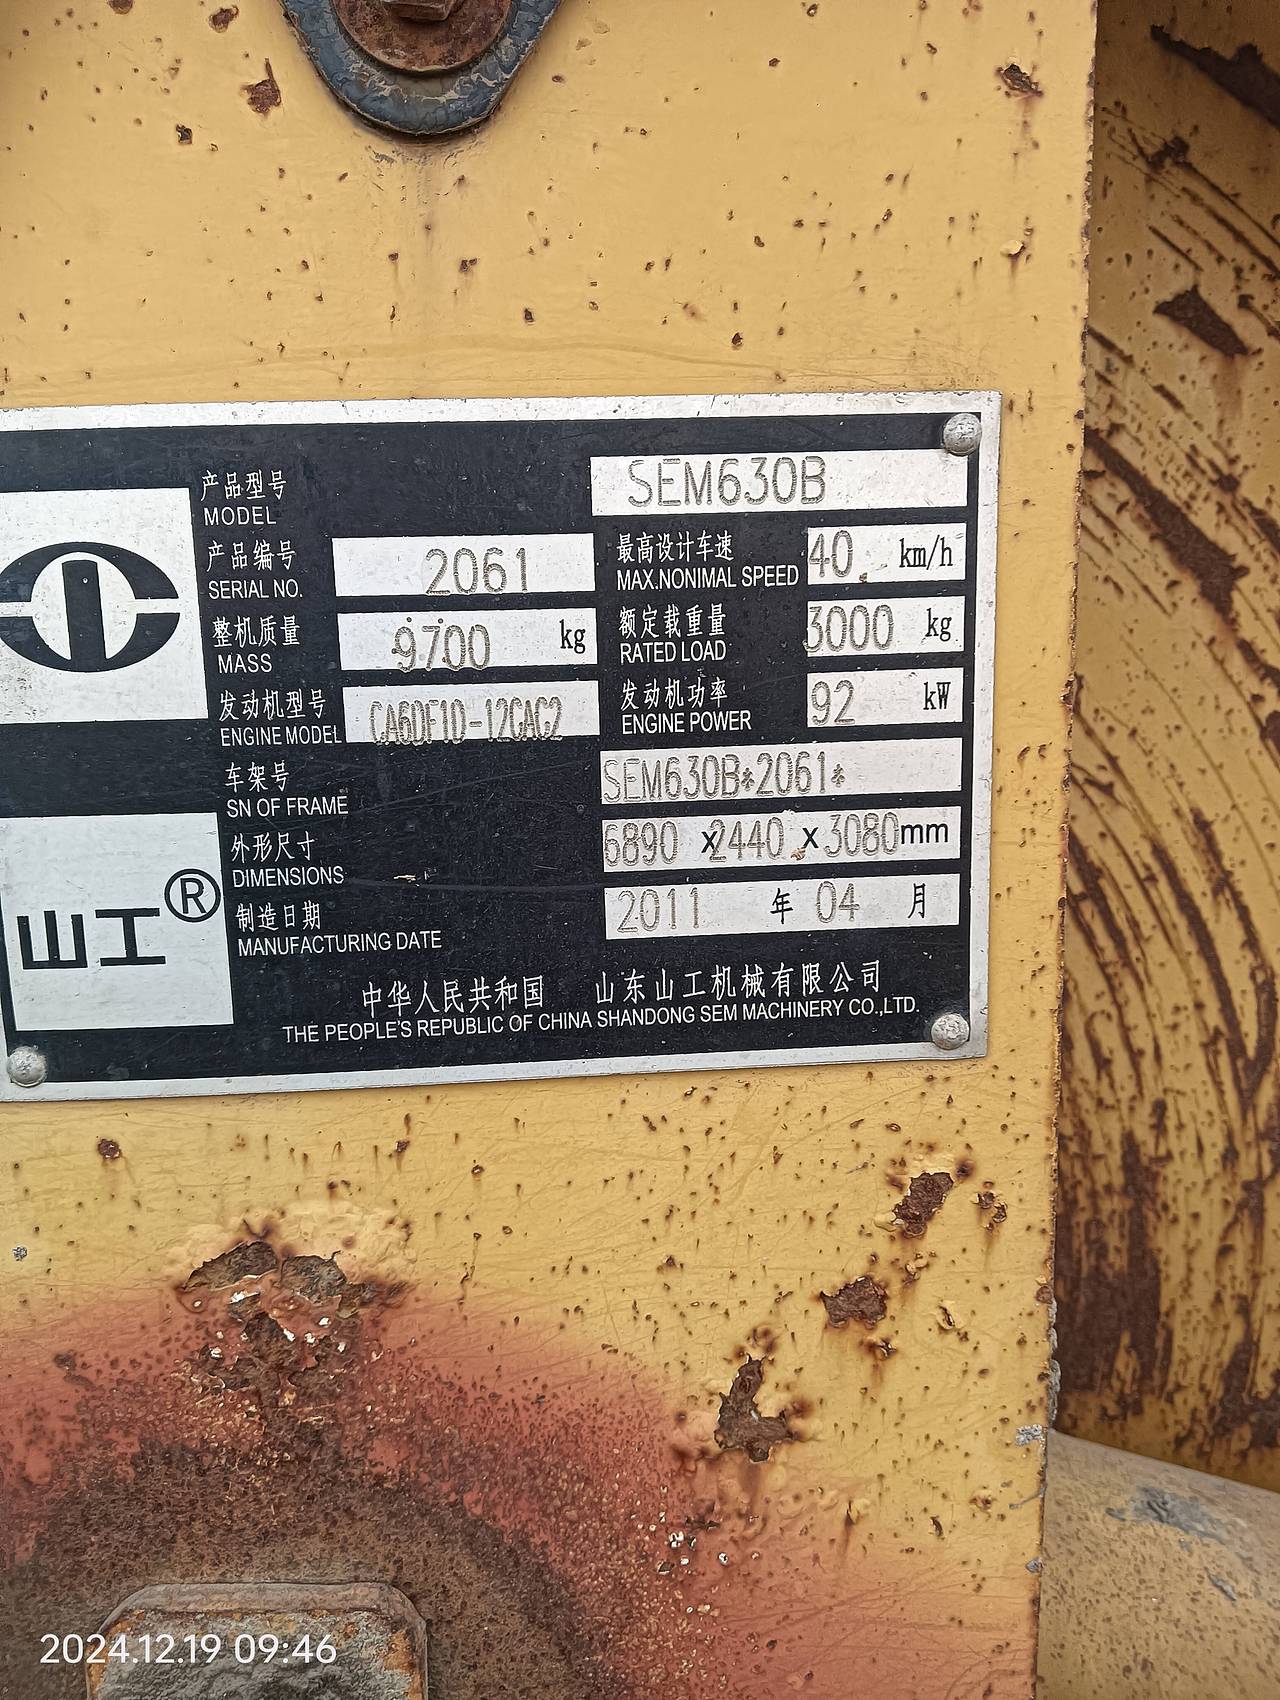 产品型号 SEM630B
MODEL
产品编号 2061 最高设计车速 40 km/h
SERIAL NO. MAX.NONIMAL SPEED
整机质量 9700 kg 额定载重量 3000 kg
MASS RATED LOAD
发动机型号 CA6DF1D-12GAG2 发动机功率 92 kW
ENGINE MODEL ENGINE POWER
车架号 SEM630B*2061*
SN OF FRAME
外形尺寸 6890 x2440 x3080mm
DIMENSIONS
制造日期 2011 年 04 月
MANUFACTURING DATE
山工®
中华人民共和国 山东山工机械有限公司
THE PEOPLE'S REPUBLIC OF CHINA SHANDONG SEM MACHINERY CO.,LTD.
2024.12.19 09:46